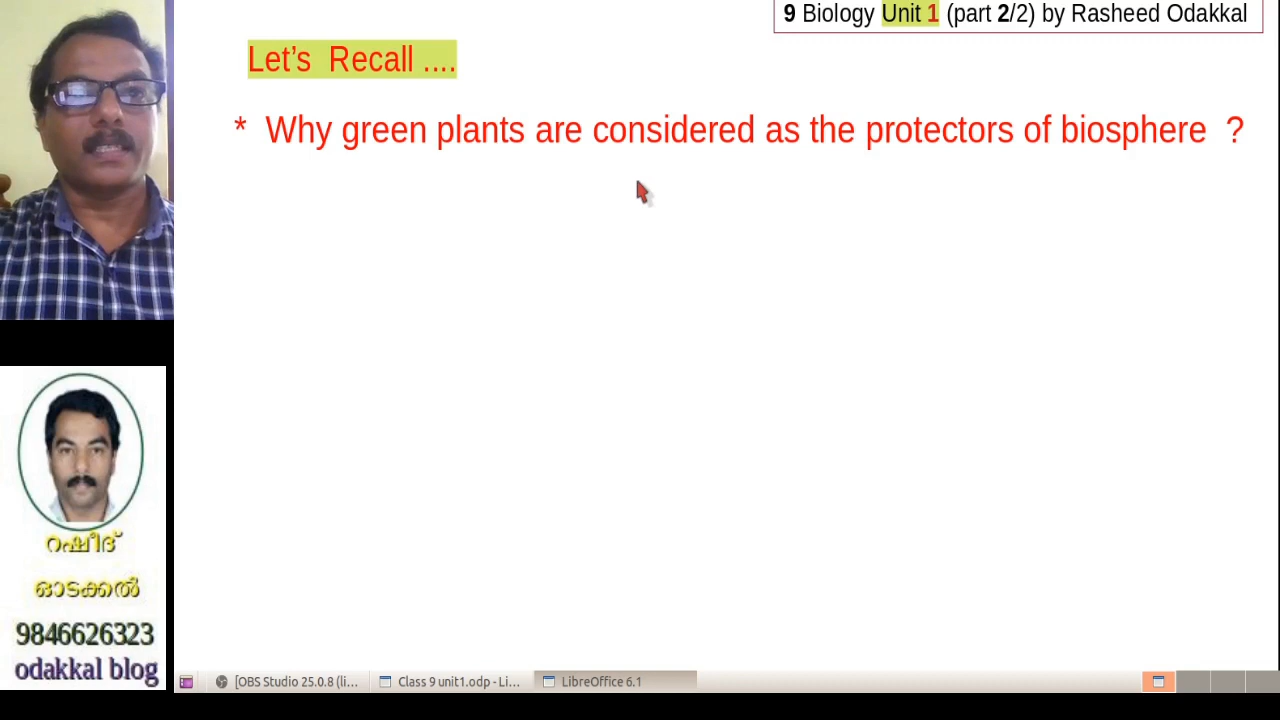 9 Biology Unit 1 (part 2/2) by Rasheed Odakkal
Let’s Recall ....
* Why green plants are considered as the protectors of biosphere ?
റഷീദ്
ഓടക്കൽ
9846626323
odakkal blog
[OBS Studio 25.0.8 (li... Class 9 unit1.odp - Li... LibreOffice 6.1